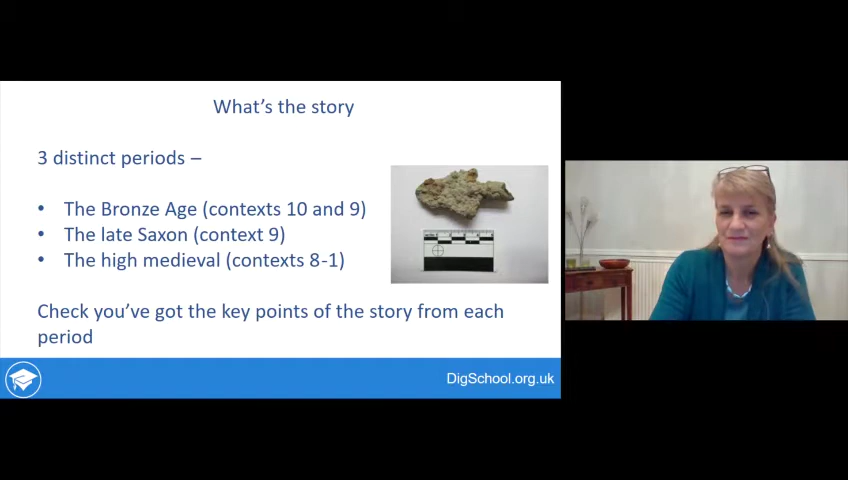 What's the story
3 distinct periods –
• The Bronze Age (contexts 10 and 9)
• The late Saxon (context 9)
• The high medieval (contexts 8-1)
Check you've got the key points of the story from each
period
DigSchool.org.uk